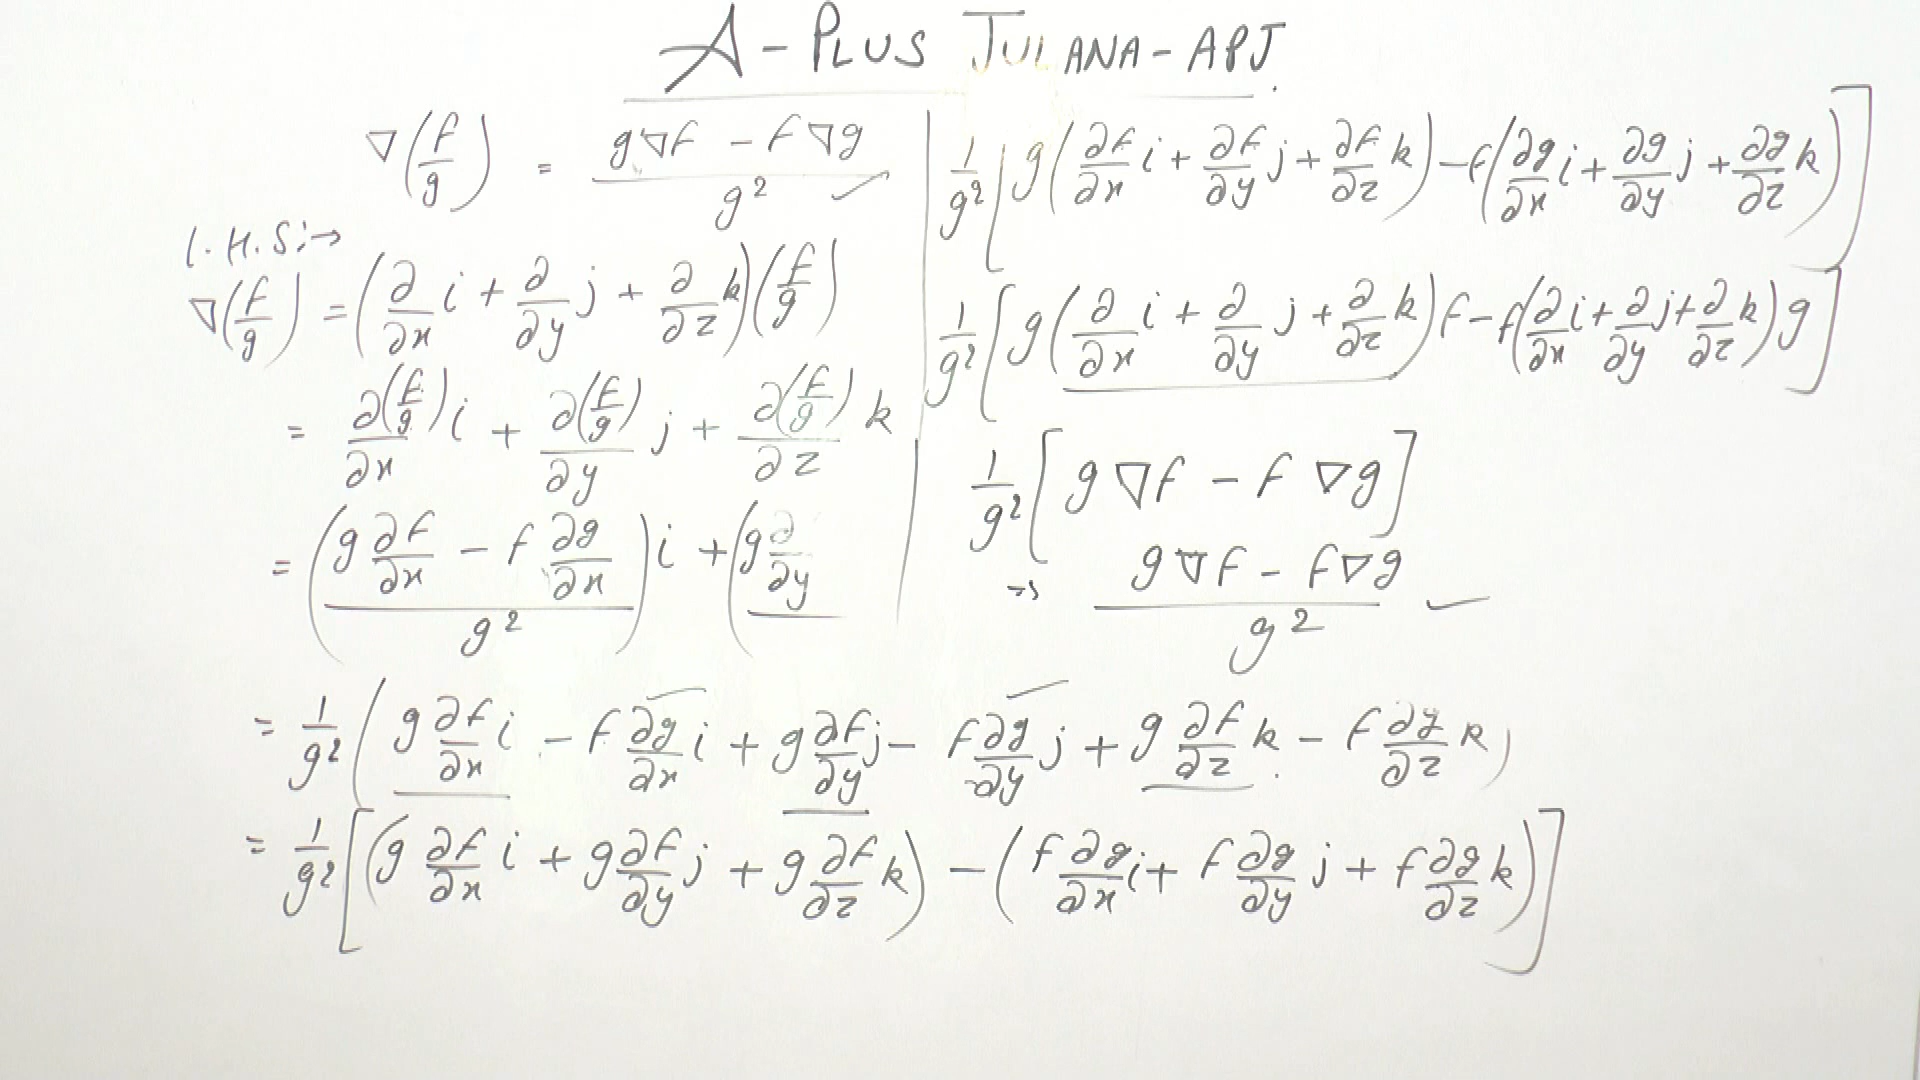 A-PLUS JULANA-APJ.
∇(f/g) = (g∇f - f∇g)/g² ✓
L.H.S:→
∇(f/g) = (∂/∂x i + ∂/∂y j + ∂/∂z k)(f/g)
= ∂(f/g)/∂x i + ∂(f/g)/∂y j + ∂(f/g)/∂z k
= ((g ∂f/∂x - f ∂g/∂x)/g²) i + (g ∂/∂y
= 1/g² (g ∂f/∂x i - f ∂g/∂x i + g ∂f/∂y j - f ∂g/∂y j + g ∂f/∂z k - f ∂g/∂z k)
= 1/g² [(g ∂f/∂x i + g ∂f/∂y j + g ∂f/∂z k) - (f ∂g/∂x i + f ∂g/∂y j + f ∂g/∂z k)]
1/g² [g(∂f/∂x i + ∂f/∂y j + ∂f/∂z k) - f(∂g/∂x i + ∂g/∂y j + ∂g/∂z k)]
1/g² [g(∂/∂x i + ∂/∂y j + ∂/∂z k)f - f(∂/∂x i + ∂/∂y j + ∂/∂z k)g]
1/g² [g∇f - f∇g]
→ (g∇f - f∇g)/g² ✓